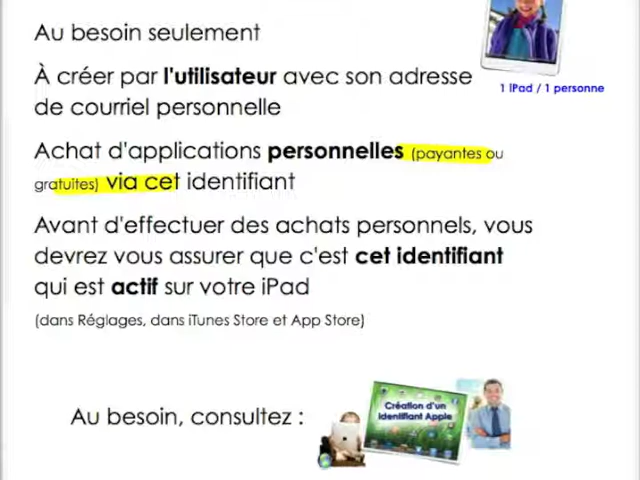 Au besoin seulement
1 iPad / 1 personne
À créer par l'utilisateur avec son adresse
de courriel personnelle
Achat d'applications personnelles (payantes ou
gratuites) via cet identifiant
Avant d'effectuer des achats personnels, vous
devrez vous assurer que c'est cet identifiant
qui est actif sur votre iPad
(dans Réglages, dans iTunes Store et App Store)
Au besoin, consultez :
Création d'un
Identifiant Apple